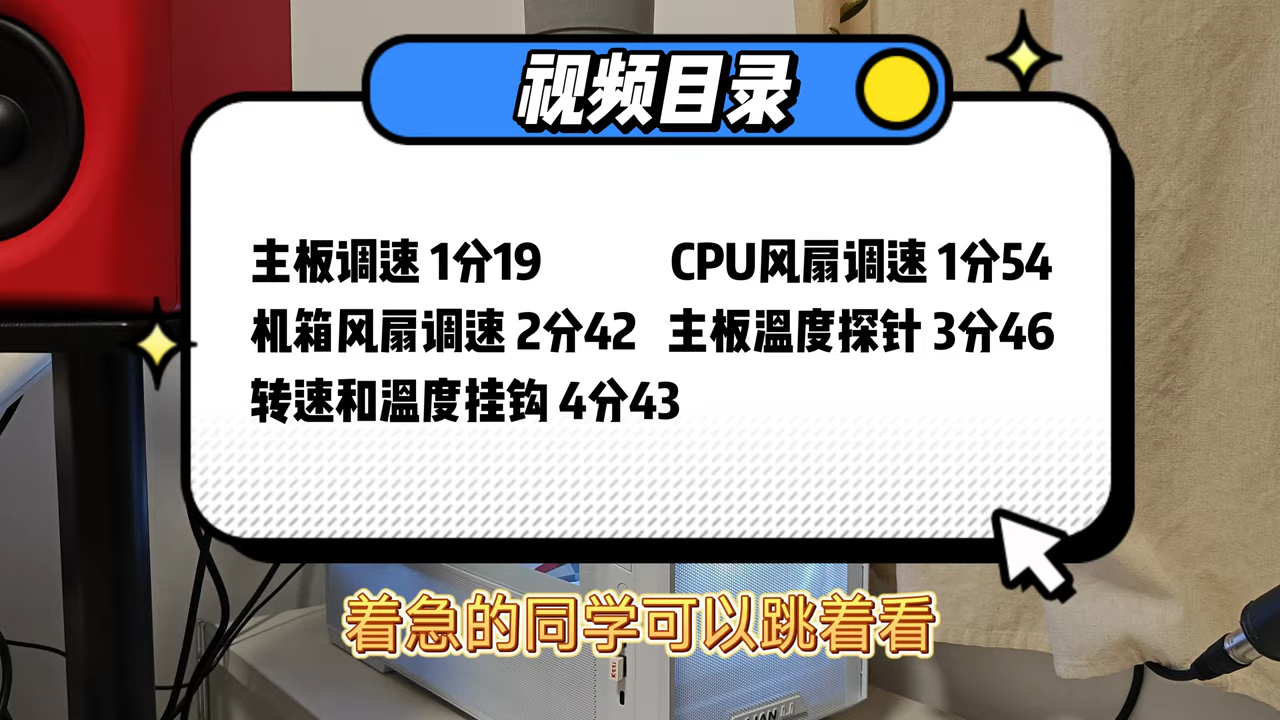 视频目录
主板调速 1分19 CPU风扇调速 1分54
机箱风扇调速 2分42 主板温度探针 3分46
转速和温度挂钩 4分43
着急的同学可以跳着看